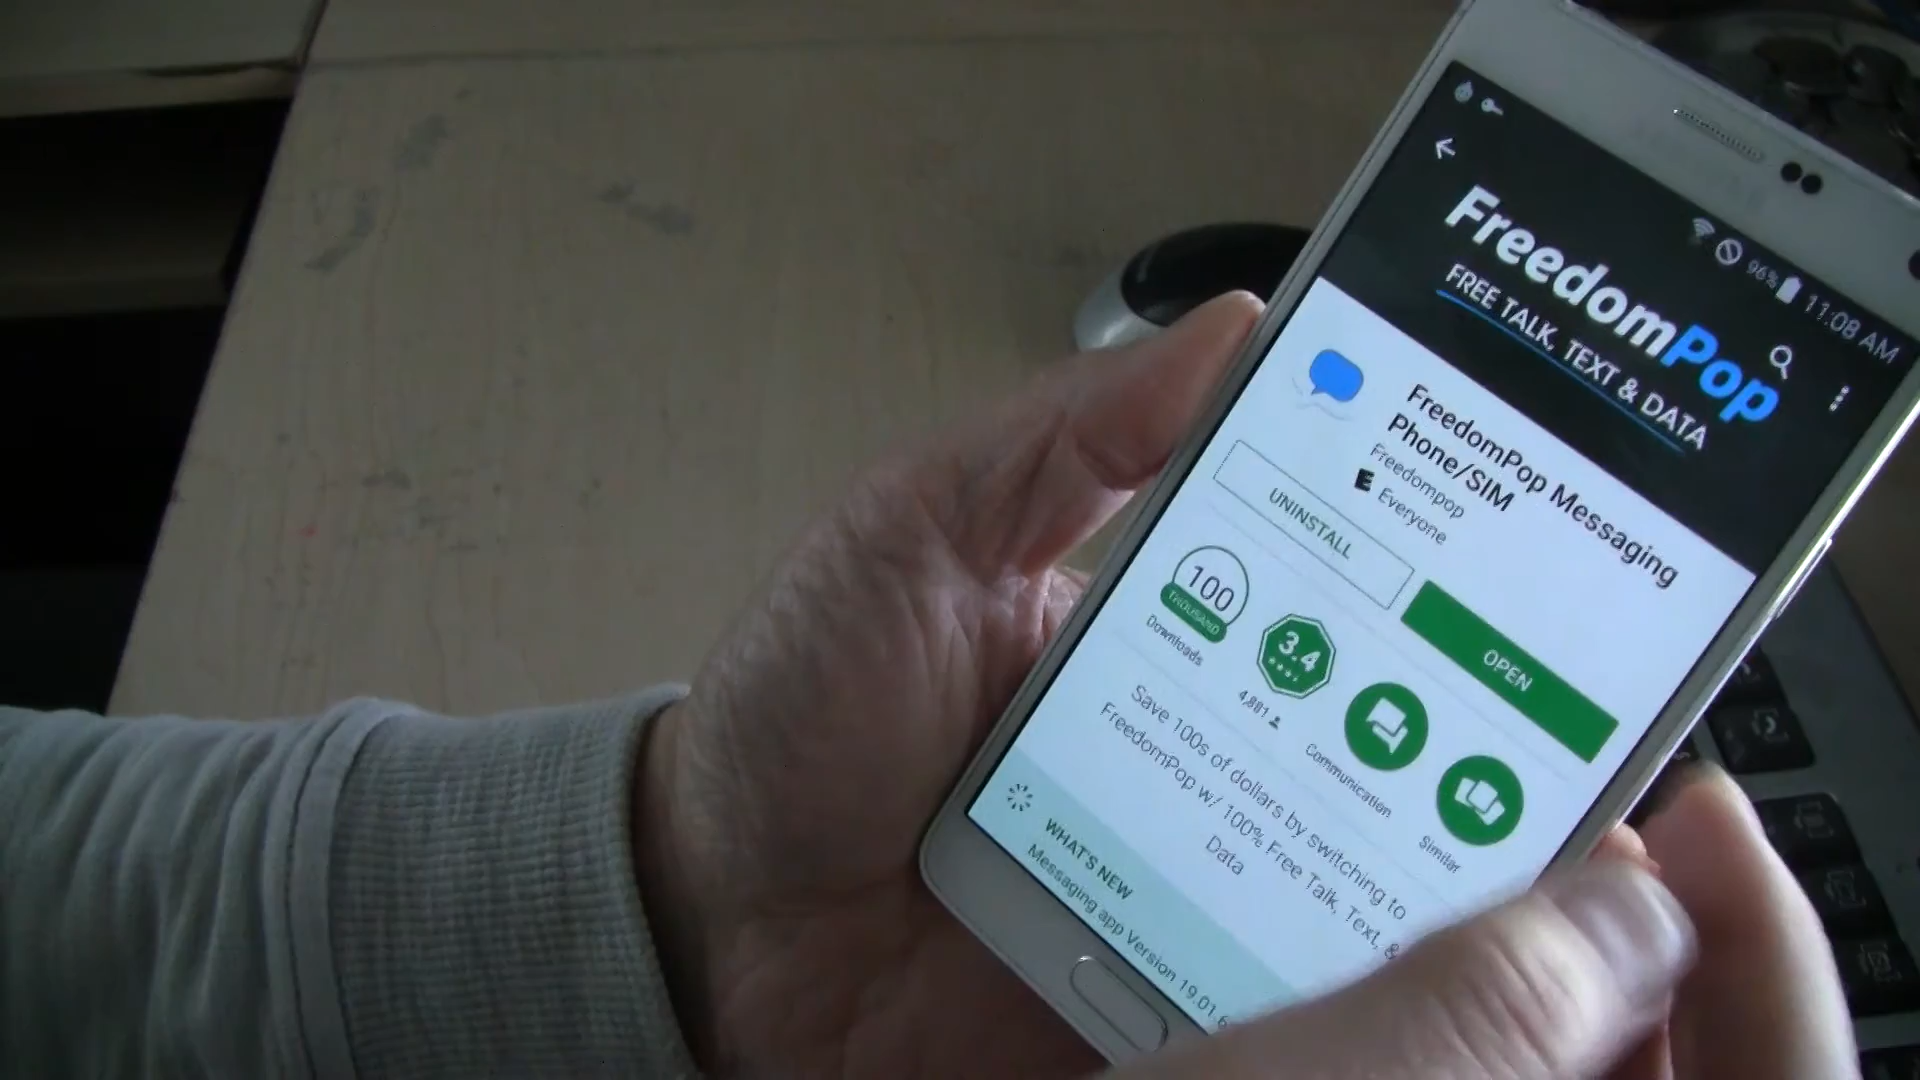 96% 11:08 AM
FreedomPop
FREE TALK, TEXT & DATA
FreedomPop Messaging
Phone/SIM
Freedompop
E Everyone
UNINSTALL
OPEN
100
THOUSAND
Downloads
3.4
4,881
Communication
Similar
Save 100s of dollars by switching to
FreedomPop w/ 100% Free Talk, Text, &
Data
WHAT'S NEW
Messaging app Version 19.01.6